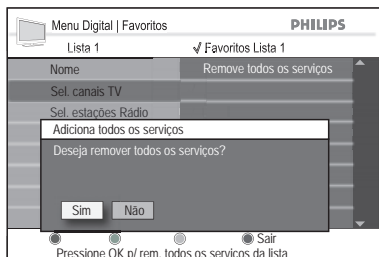 Menu Digital | Favoritos
PHILIPS
Lista 1
√ Favoritos Lista 1
Nome
Remove todos os serviços
Sel. canais TV
Sel. estações Rádio
Adiciona todos os serviços
Deseja remover todos os serviços?
Sim
Não
Sair
Pressione OK p/ rem. todos os serviços da lista